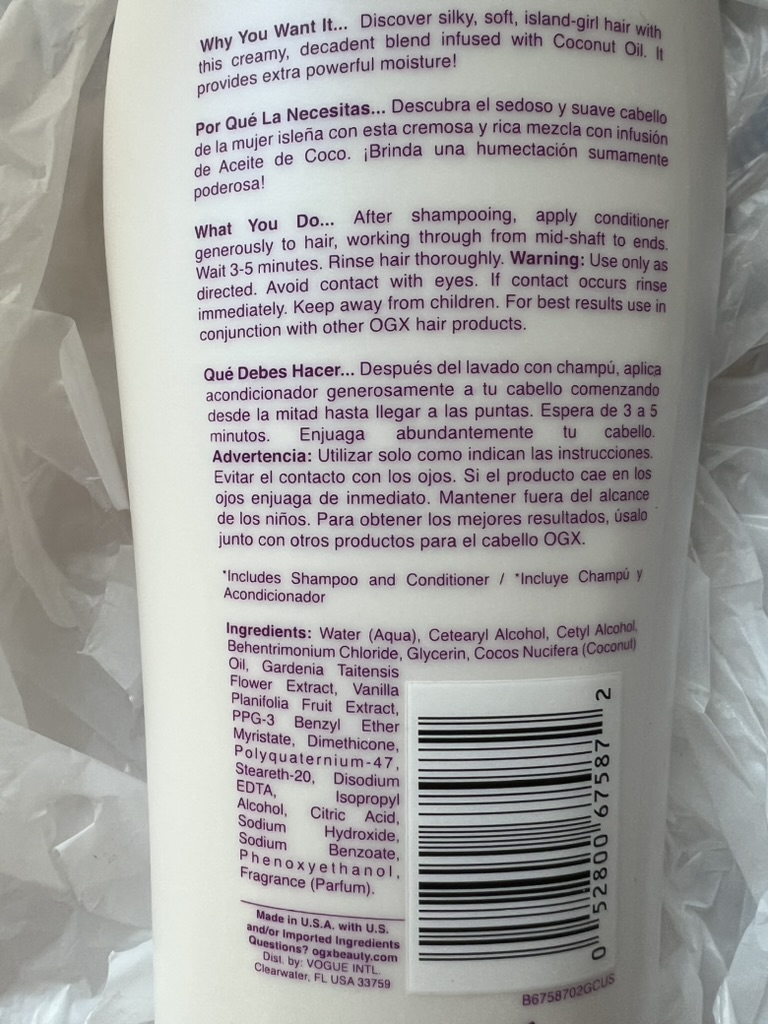 Why You Want It... Discover silky, soft, island-girl hair with
this creamy, decadent blend infused with Coconut Oil. It
provides extra powerful moisture!
Por Qué La Necesitas... Descubra el sedoso y suave cabello
de la mujer isleña con esta cremosa y rica mezcla con infusión
de Aceite de Coco. ¡Brinda una humectación sumamente
poderosa!
What You Do... After shampooing, apply conditioner
generously to hair, working through from mid-shaft to ends.
Wait 3-5 minutes. Rinse hair thoroughly. Warning: Use only as
directed. Avoid contact with eyes. If contact occurs rinse
immediately. Keep away from children. For best results use in
conjunction with other OGX hair products.
Qué Debes Hacer... Después del lavado con champú, aplica
acondicionador generosamente a tu cabello comenzando
desde la mitad hasta llegar a las puntas. Espera de 3 a 5
minutos. Enjuaga abundantemente tu cabello.
Advertencia: Utilizar solo como indican las instrucciones.
Evitar el contacto con los ojos. Si el producto cae en los
ojos enjuaga de inmediato. Mantener fuera del alcance
de los niños. Para obtener los mejores resultados, úsalo
junto con otros productos para el cabello OGX.
*Includes Shampoo and Conditioner / *Incluye Champú y
Acondicionador
Ingredients: Water (Aqua), Cetearyl Alcohol, Cetyl Alcohol,
Behentrimonium Chloride, Glycerin, Cocos Nucifera (Coconut)
Oil, Gardenia Taitensis
Flower Extract, Vanilla
Planifolia Fruit Extract,
PPG-3 Benzyl Ether
Myristate, Dimethicone,
Polyquaternium-47,
Steareth-20, Disodium
EDTA, Isopropyl
Alcohol, Citric Acid,
Sodium Hydroxide,
Sodium Benzoate,
Phenoxyethanol,
Fragrance (Parfum).
Made in U.S.A. with U.S.
and/or Imported Ingredients
Questions? ogxbeauty.com
Dist. by: VOGUE INTL.
Clearwater, FL USA 33759
0 52800 67587 2
B6758702GCUS